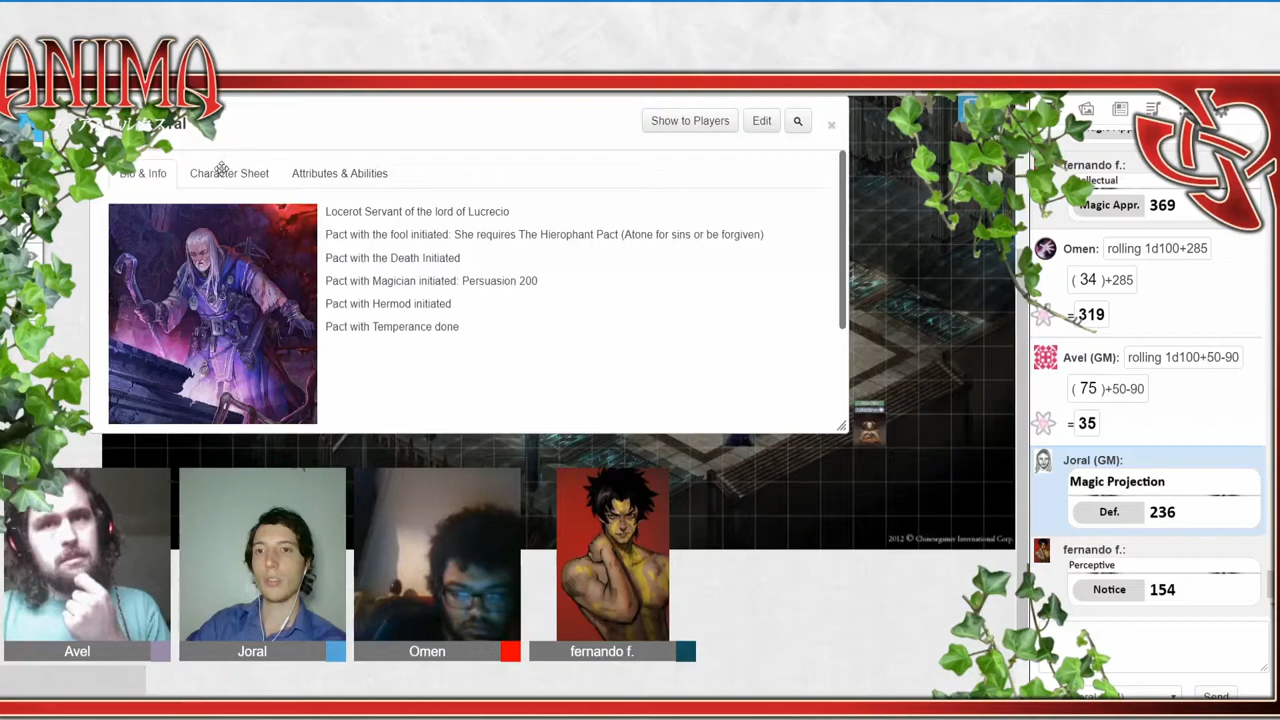 ANIMA
ral
Show to Players
Edit
Bio & Info
Character Sheet
Attributes & Abilities
Locerot Servant of the lord of Lucrecio
Pact with the fool initiated: She requires The Hierophant Pact (Atone for sins or be forgiven)
Pact with the Death Initiated
Pact with Magician initiated: Persuasion 200
Pact with Hermod initiated
Pact with Temperance done
2012 © Chinesegamer International Corp.
Avel
Joral
Omen
fernando f.
Magic App
fernando f.:
ellectual
Magic Appr. 369
Omen: rolling 1d100+285
( 34 )+285
=319
Avel (GM): rolling 1d100+50-90
( 75 )+50-90
=35
Joral (GM):
Magic Projection
Def. 236
fernando f.:
Perceptive
Notice 154
Send